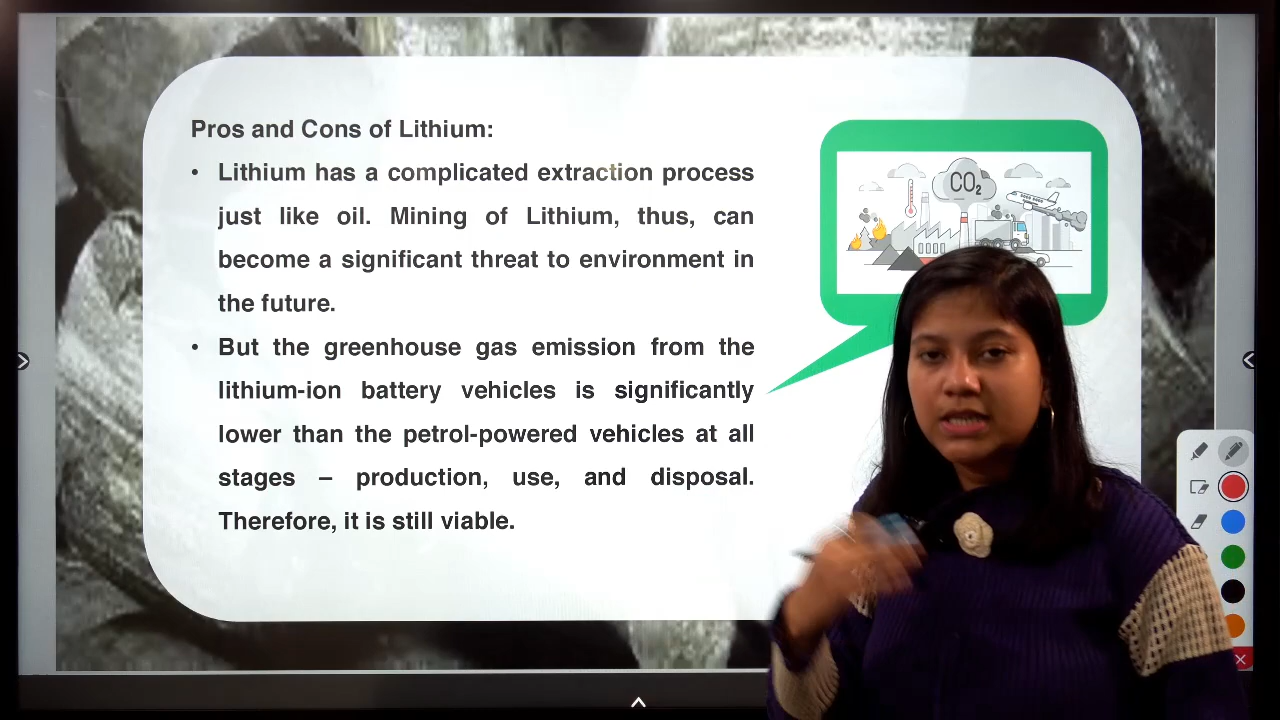 Pros and Cons of Lithium:
• Lithium has a complicated extraction process
just like oil. Mining of Lithium, thus, can
become a significant threat to environment in
the future.
• But the greenhouse gas emission from the
lithium-ion battery vehicles is significantly
lower than the petrol-powered vehicles at all
stages – production, use, and disposal.
Therefore, it is still viable.
CO₂